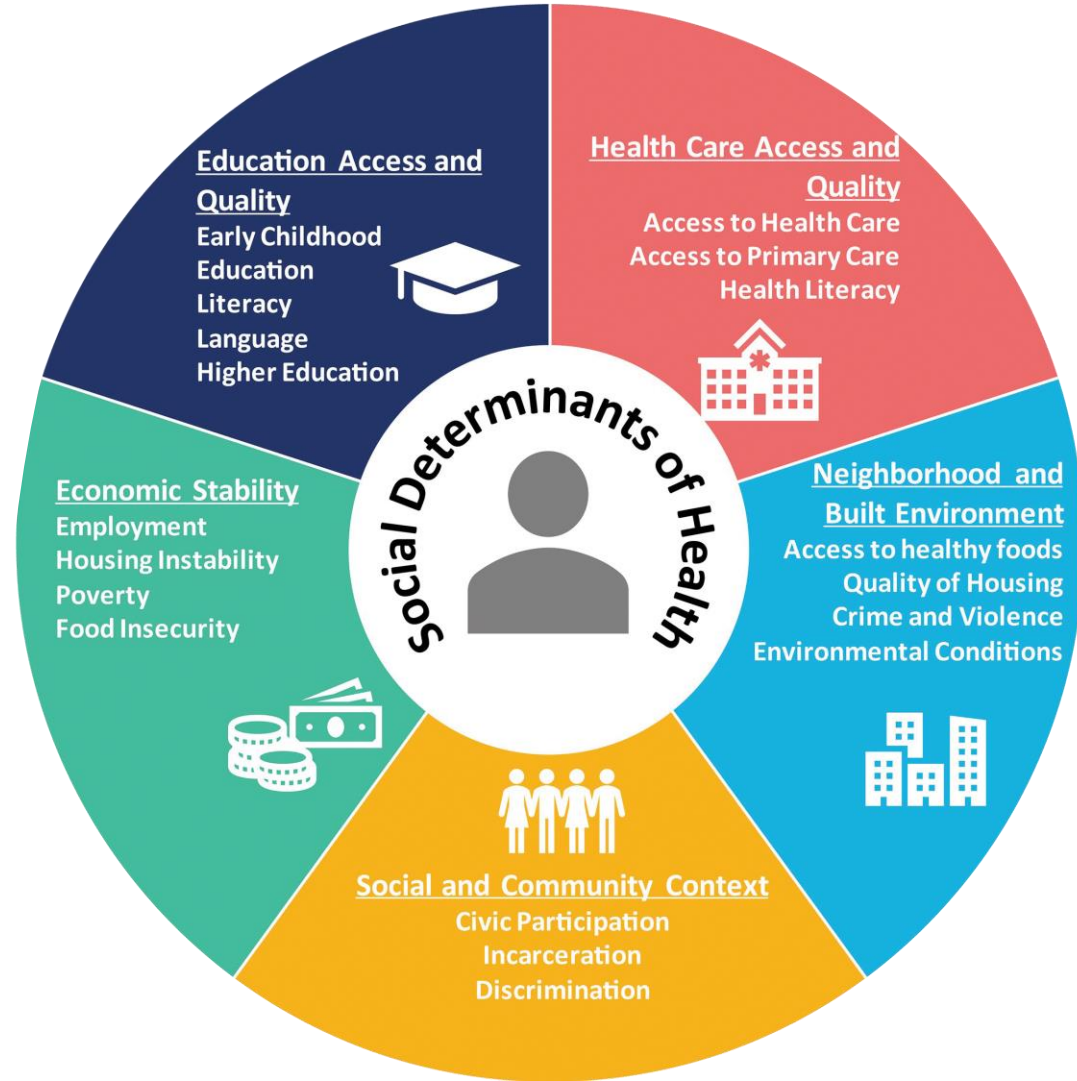 Education Access and
Quality
Early Childhood
Education
Literacy
Language
Higher Education
Health Care Access and
Quality
Access to Health Care
Access to Primary Care
Health Literacy
Social Determinants of Health
Economic Stability
Employment
Housing Instability
Poverty
Food Insecurity
Neighborhood and
Built Environment
Access to healthy foods
Quality of Housing
Crime and Violence
Environmental Conditions
Social and Community Context
Civic Participation
Incarceration
Discrimination